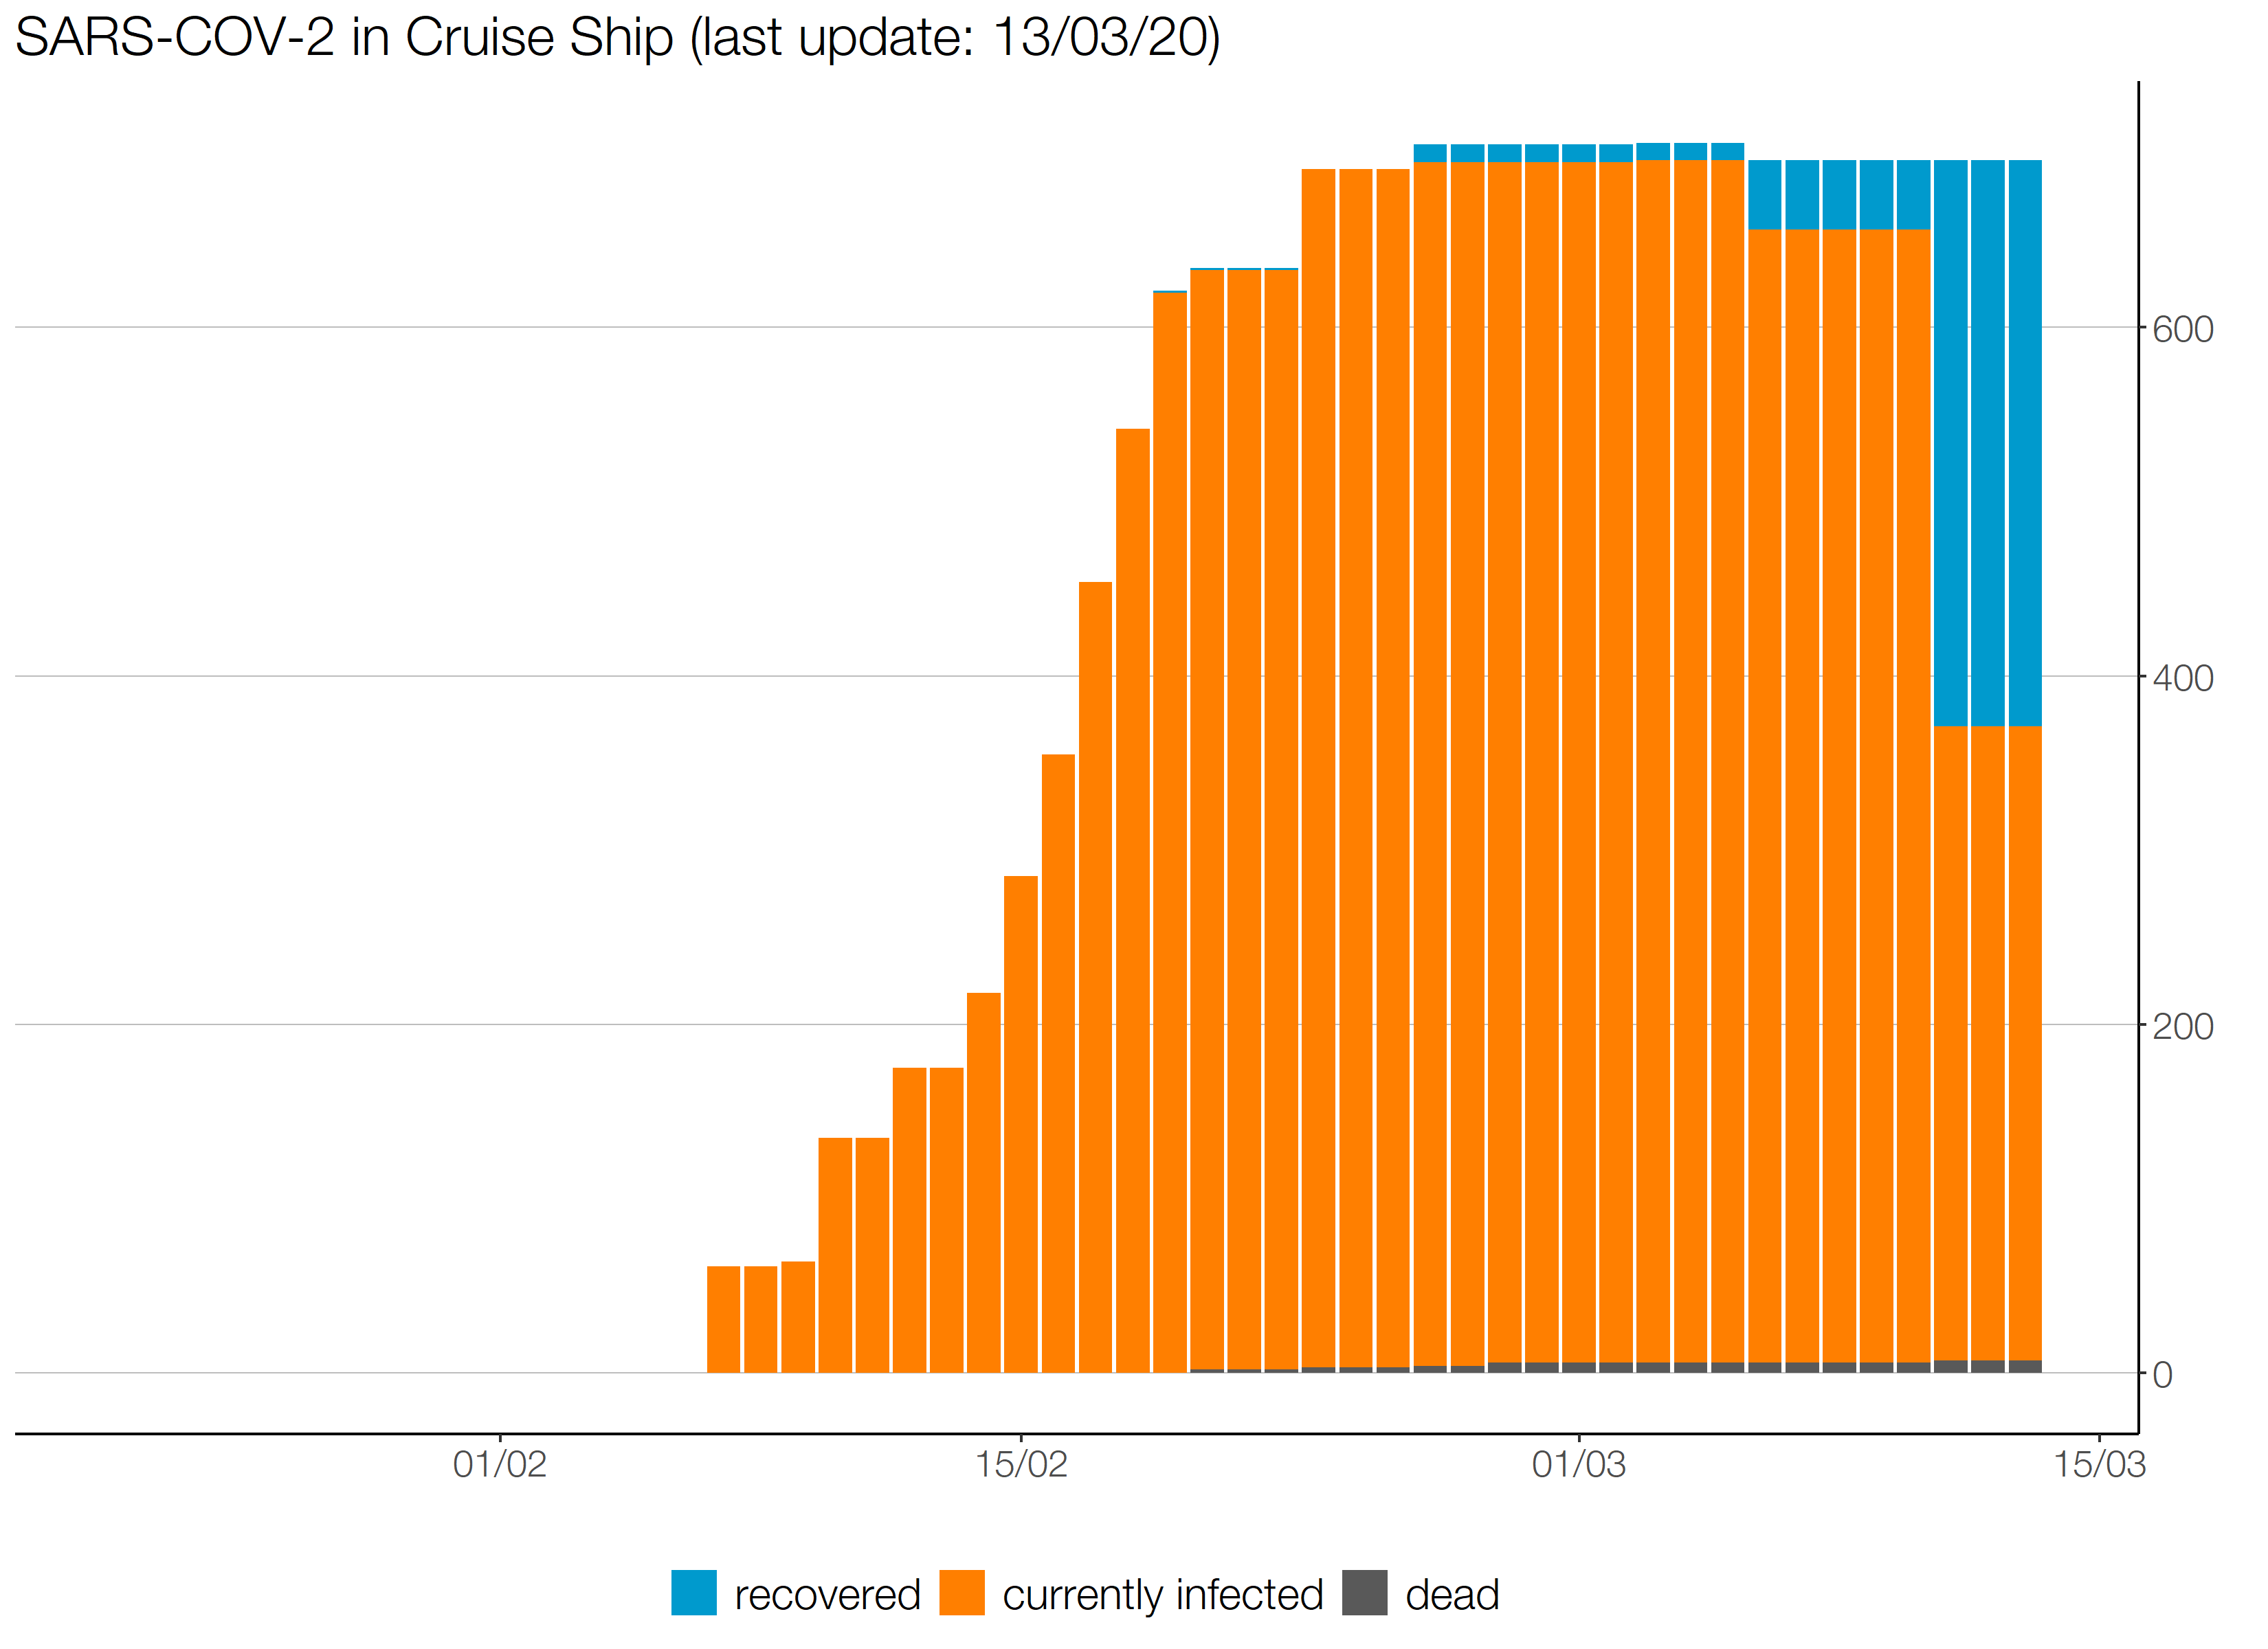 SARS-COV-2 in Cruise Ship (last update: 13/03/20)
600
400
200
0
01/02 15/02 01/03 15/03
recovered currently infected dead